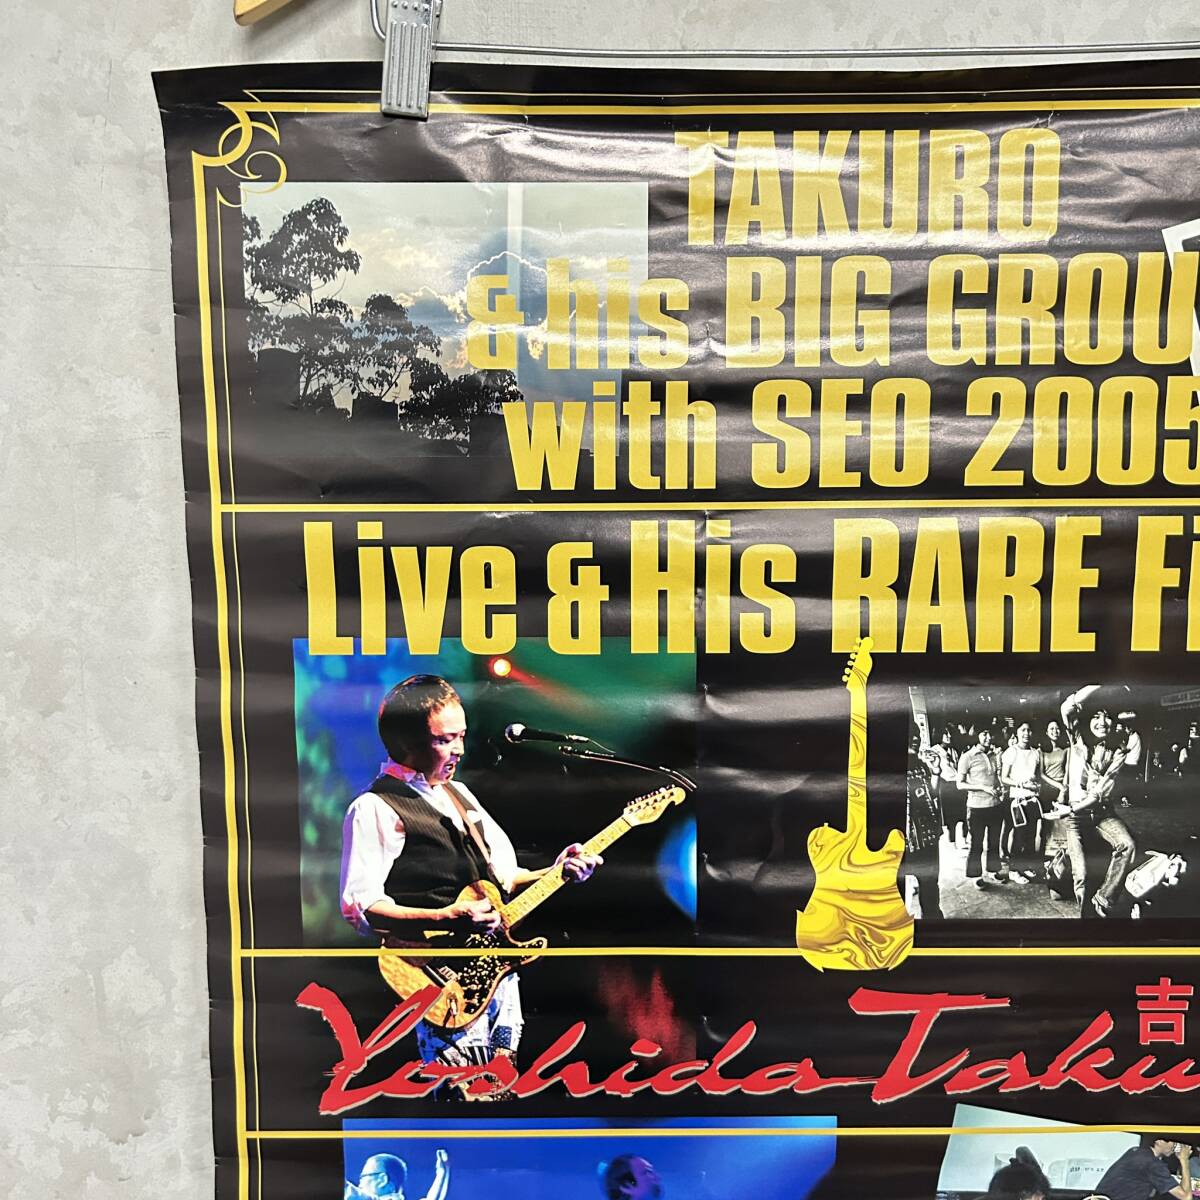 TAKURO
& his BIG GROU
with SEO 2005
Live & His RARE Fi
Yoshida Taku
吉